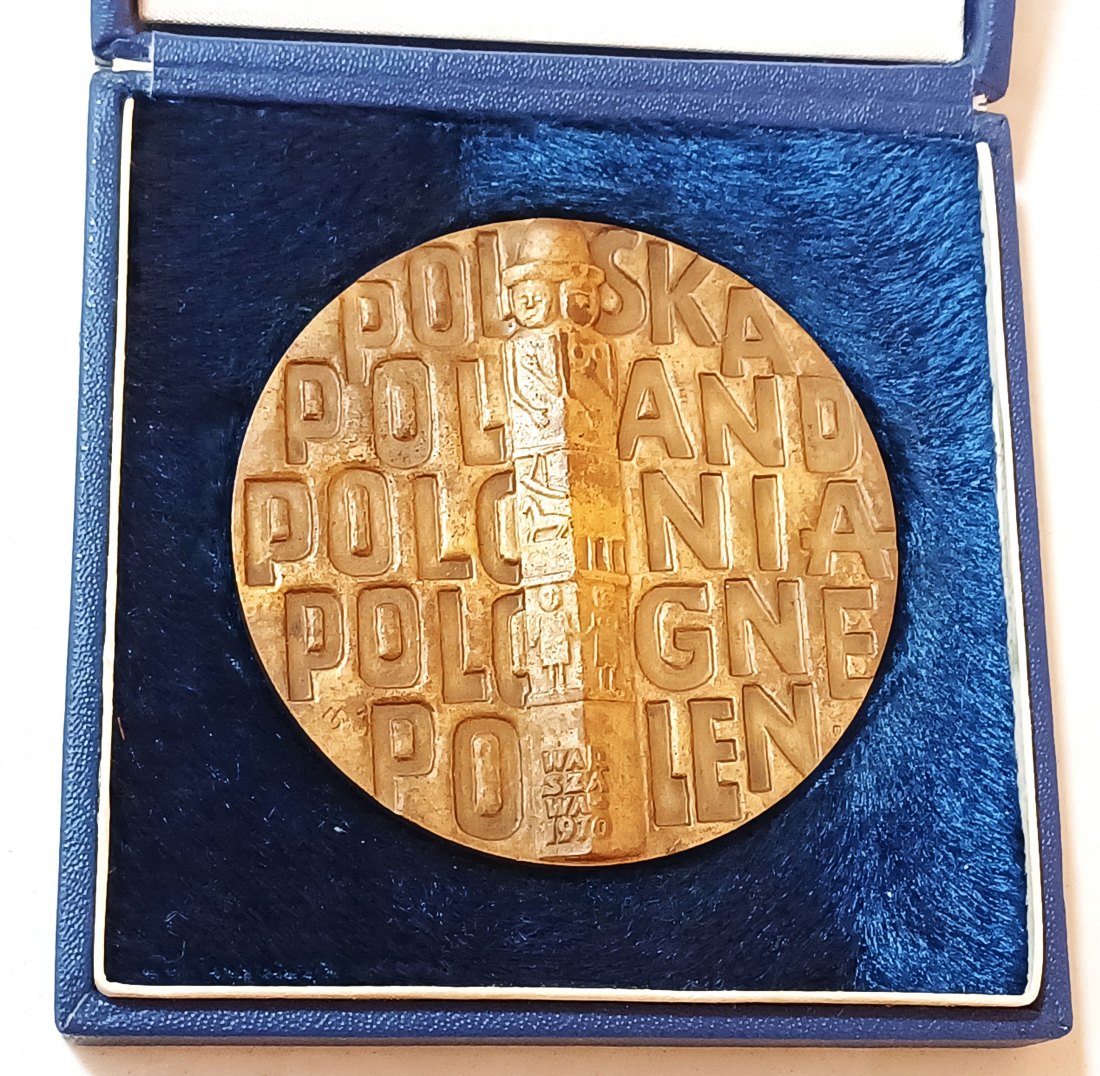 POLSKA
POLAND
POLONIA
POLOGNE
POLEN
WAR
SZA
WA
1970